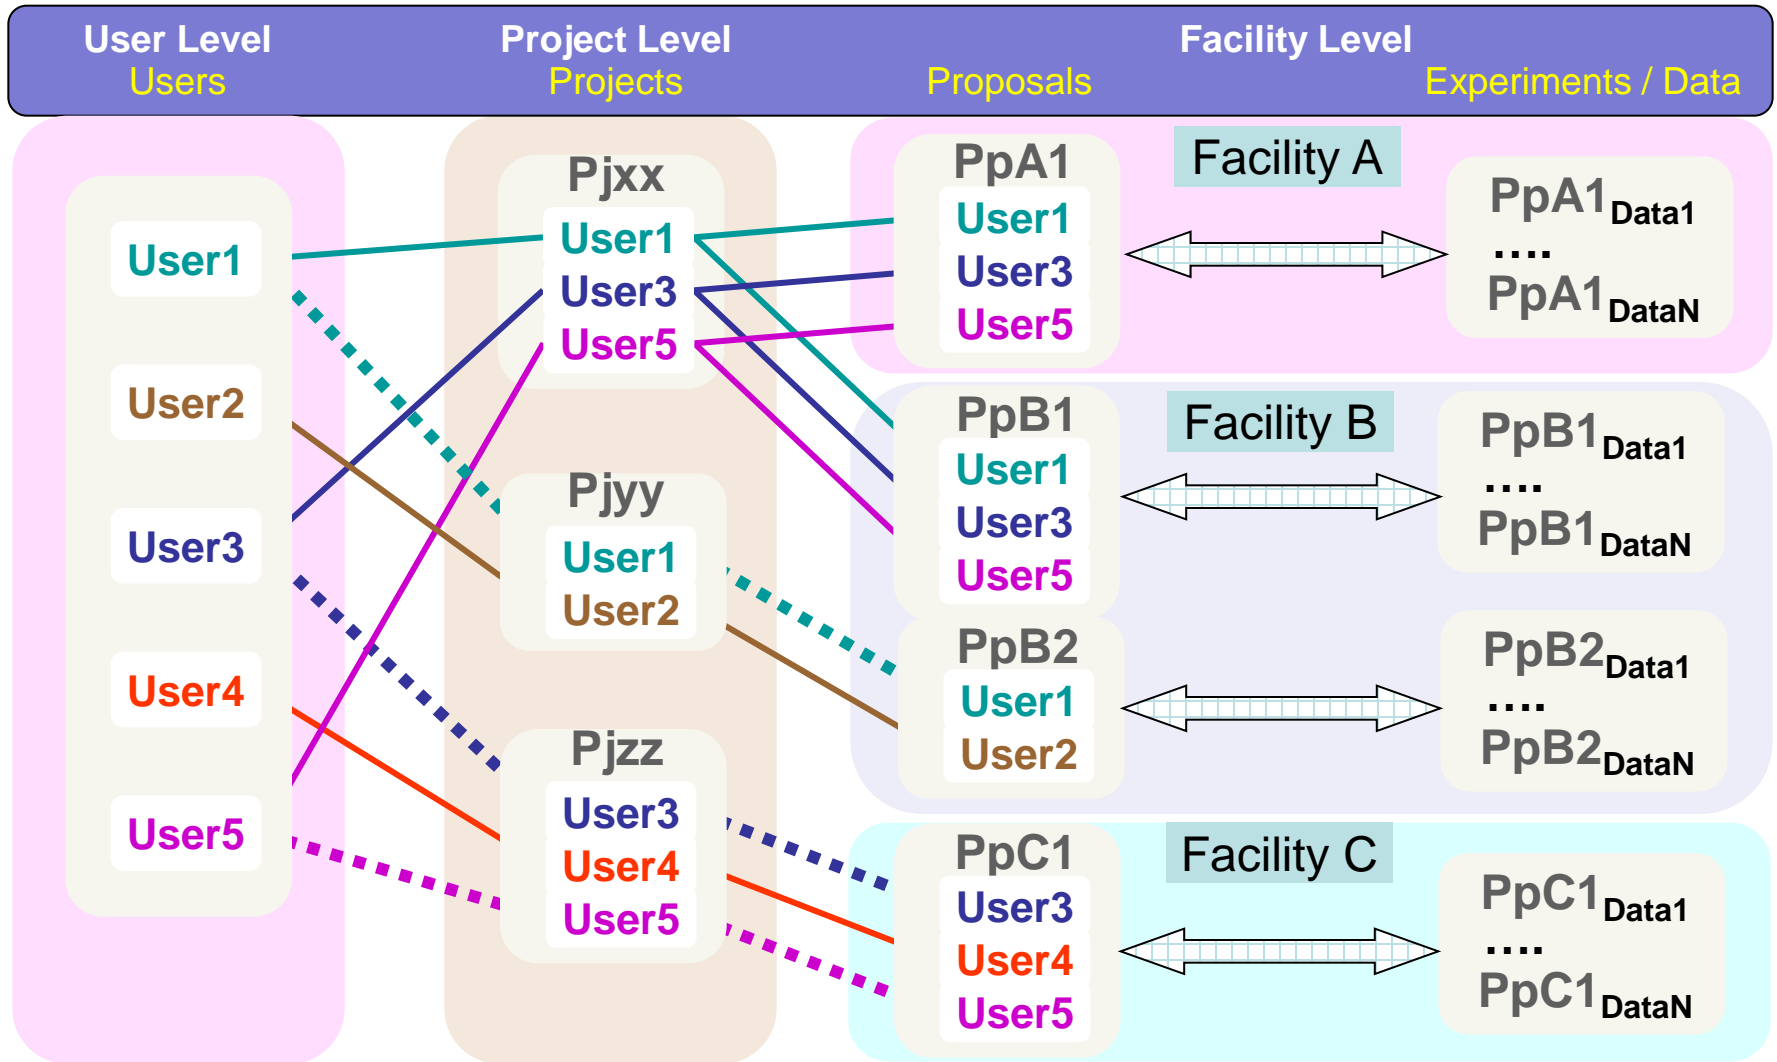 User Level
Project Level
Facility Level
Users
Projects
Proposals
Experiments / Data
User1
User2
User3
User4
User5
Pjxx
User1
User3
User5
Pjyy
User1
User2
Pjzz
User3
User4
User5
PpA1
User1
User3
User5
Facility A
PpA1Data1
....
PpA1DataN
PpB1
User1
User3
User5
Facility B
PpB1Data1
....
PpB1DataN
PpB2
User1
User2
PpB2Data1
....
PpB2DataN
PpC1
User3
User4
User5
Facility C
PpC1Data1
....
PpC1DataN